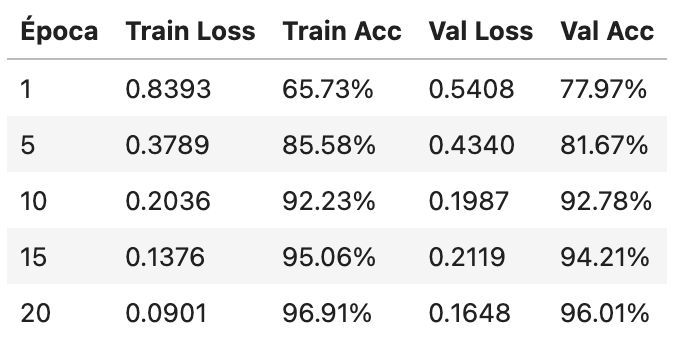 Época Train Loss Train Acc Val Loss Val Acc
1 0.8393 65.73% 0.5408 77.97%
5 0.3789 85.58% 0.4340 81.67%
10 0.2036 92.23% 0.1987 92.78%
15 0.1376 95.06% 0.2119 94.21%
20 0.0901 96.91% 0.1648 96.01%